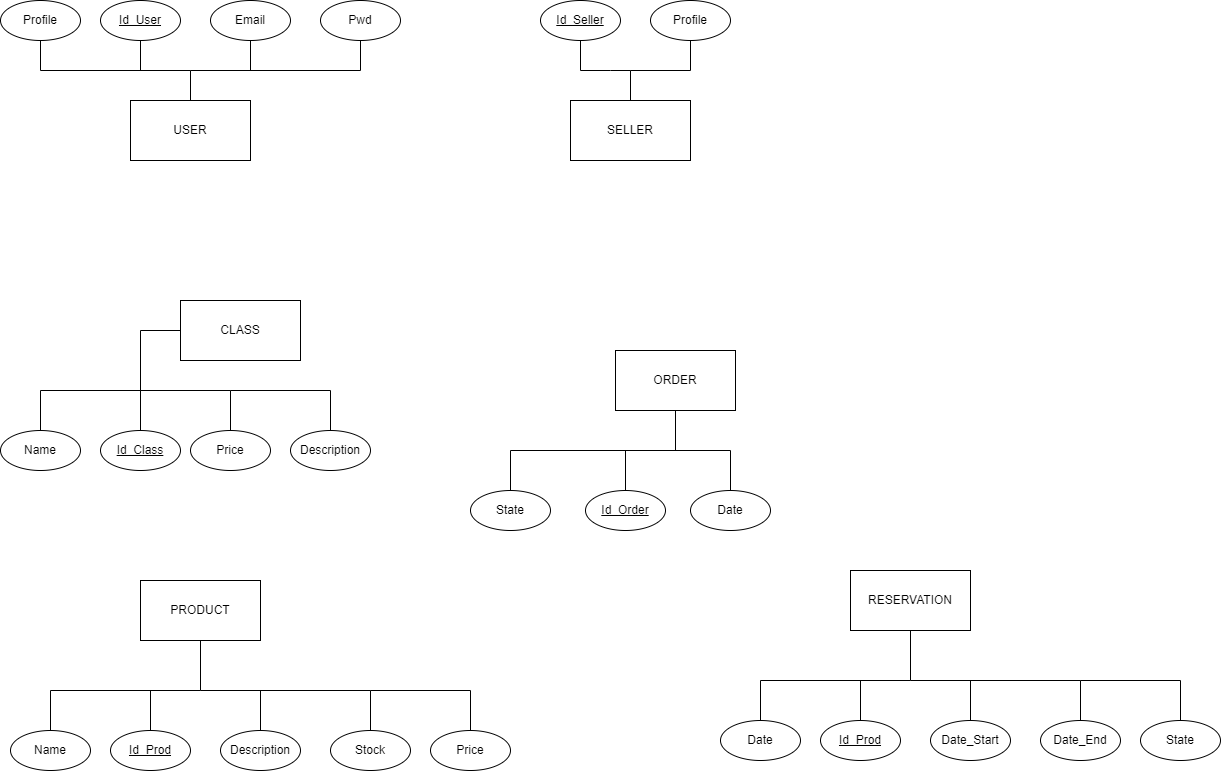 Profile
Id_User
Email
Pwd
Id_Seller
Profile
USER
SELLER
CLASS
ORDER
Name
Id_Class
Price
Description
State
Id_Order
Date
PRODUCT
RESERVATION
Name
Id_Prod
Description
Stock
Price
Date
Id_Prod
Date_Start
Date_End
State